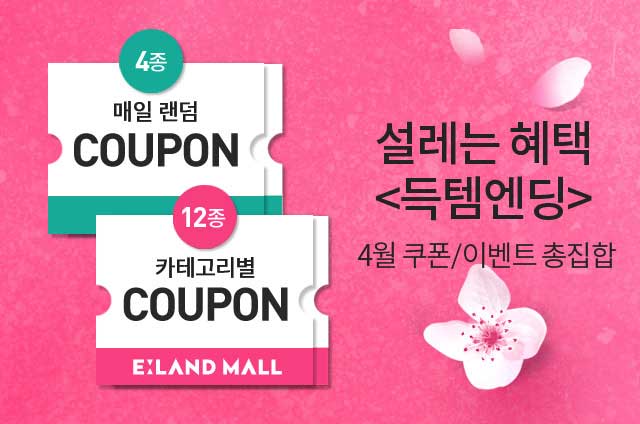 4종
매일 랜덤
COUPON
12종
카테고리별
COUPON
E:LAND MALL
설레는 혜택
<득템엔딩>
4월 쿠폰/이벤트 총집합